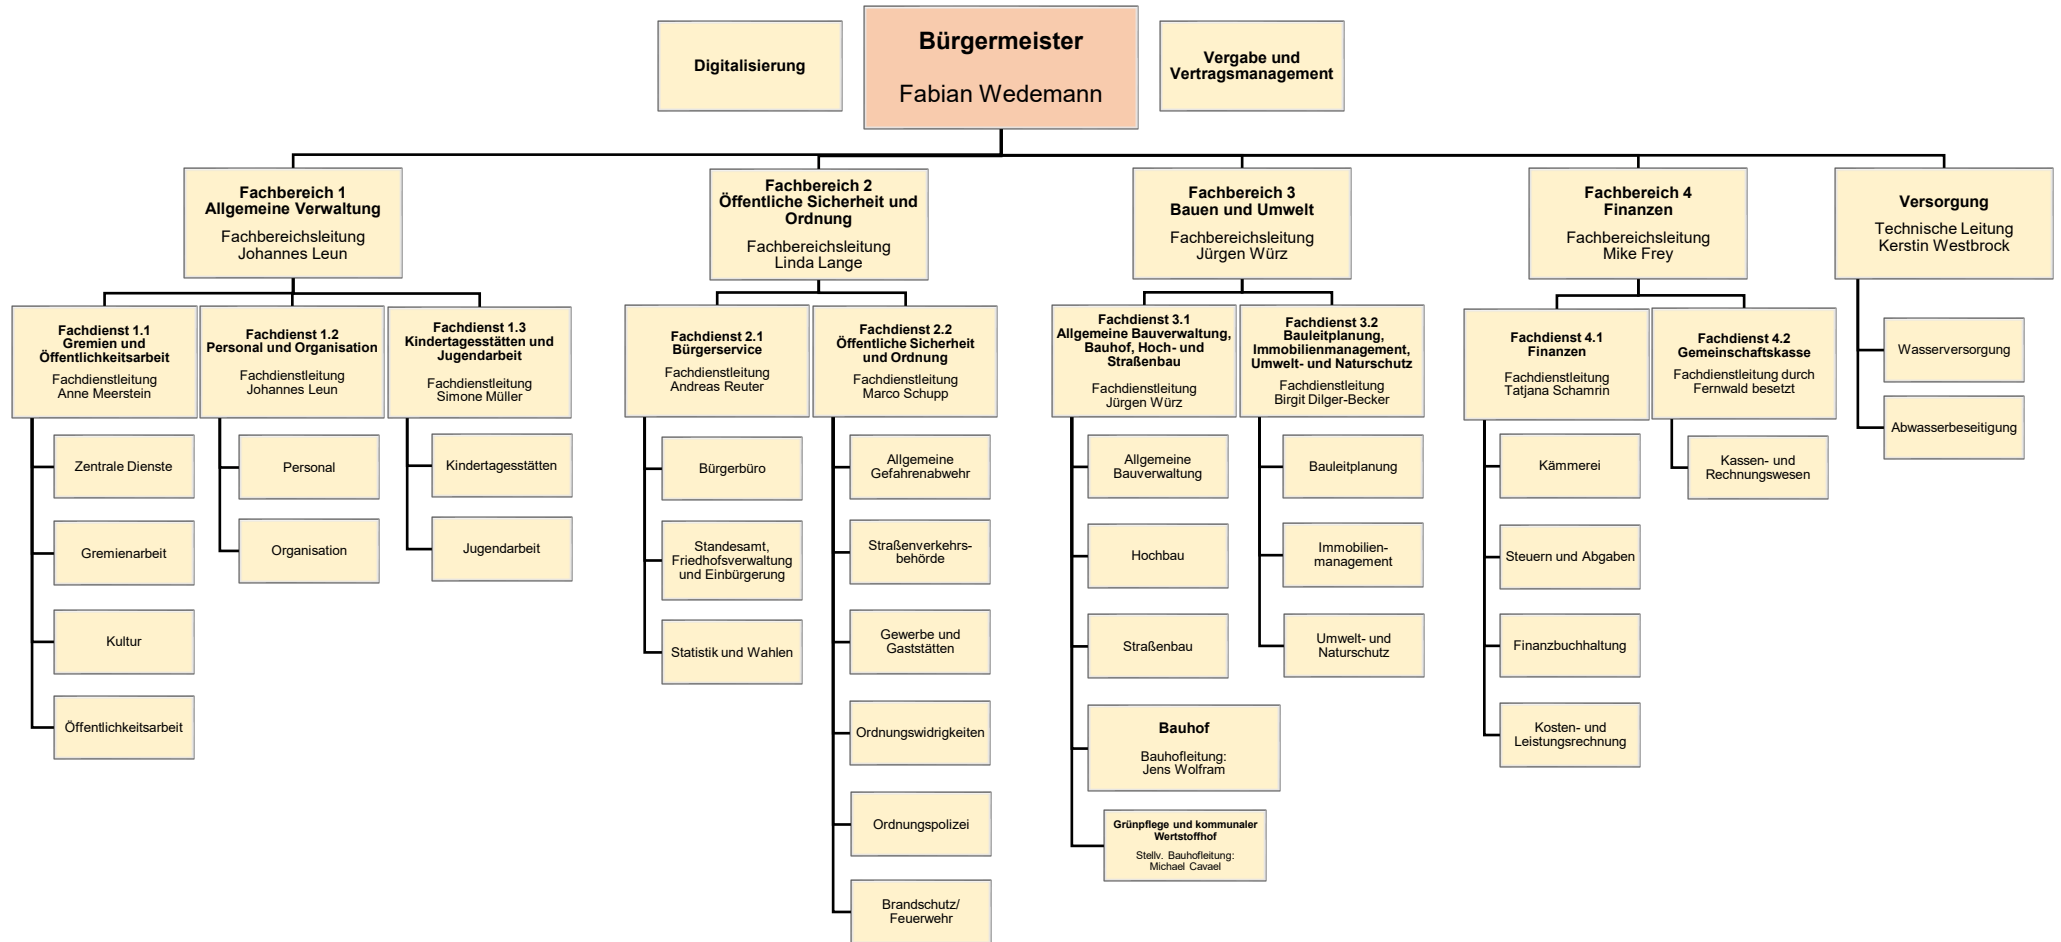 Digitalisierung
Bürgermeister
Fabian Wedemann
Vergabe und
Vertragsmanagement
Fachbereich 1
Allgemeine Verwaltung
Fachbereichsleitung
Johannes Leun
Fachbereich 2
Öffentliche Sicherheit und
Ordnung
Fachbereichsleitung
Linda Lange
Fachbereich 3
Bauen und Umwelt
Fachbereichsleitung
Jürgen Würz
Fachbereich 4
Finanzen
Fachbereichsleitung
Mike Frey
Versorgung
Technische Leitung
Kerstin Westbrock
Fachdienst 1.1
Gremien und
Öffentlichkeitsarbeit
Fachdienstleitung
Anne Meerstein
Zentrale Dienste
Gremienarbeit
Kultur
Öffentlichkeitsarbeit
Fachdienst 1.2
Personal und Organisation
Fachdienstleitung
Johannes Leun
Personal
Organisation
Fachdienst 1.3
Kindertagesstätten und
Jugendarbeit
Fachdienstleitung
Simone Müller
Kindertagesstätten
Jugendarbeit
Fachdienst 2.1
Bürgerservice
Fachdienstleitung
Andreas Reuter
Bürgerbüro
Standesamt,
Friedhofsverwaltung
und Einbürgerung
Statistik und Wahlen
Fachdienst 2.2
Öffentliche Sicherheit
und Ordnung
Fachdienstleitung
Marco Schupp
Allgemeine
Gefahrenabwehr
Straßenverkehrs-
behörde
Gewerbe und
Gaststätten
Ordnungswidrigkeiten
Ordnungspolizei
Brandschutz/
Feuerwehr
Fachdienst 3.1
Allgemeine Bauverwaltung,
Bauhof, Hoch- und
Straßenbau
Fachdienstleitung
Jürgen Würz
Allgemeine
Bauverwaltung
Hochbau
Straßenbau
Bauhof
Bauhofleitung:
Jens Wolfram
Grünpflege und kommunaler
Wertstoffhof
Stellv. Bauhofleitung:
Michael Cavael
Fachdienst 3.2
Bauleitplanung,
Immobilienmanagement,
Umwelt- und Naturschutz
Fachdienstleitung
Birgit Dilger-Becker
Bauleitplanung
Immobilien-
management
Umwelt- und
Naturschutz
Fachdienst 4.1
Finanzen
Fachdienstleitung
Tatjana Schamrin
Kämmerei
Steuern und Abgaben
Finanzbuchhaltung
Kosten- und
Leistungsrechnung
Fachdienst 4.2
Gemeinschaftskasse
Fachdienstleitung durch
Fernwald besetzt
Kassen- und
Rechnungswesen
Wasserversorgung
Abwasserbeseitigung